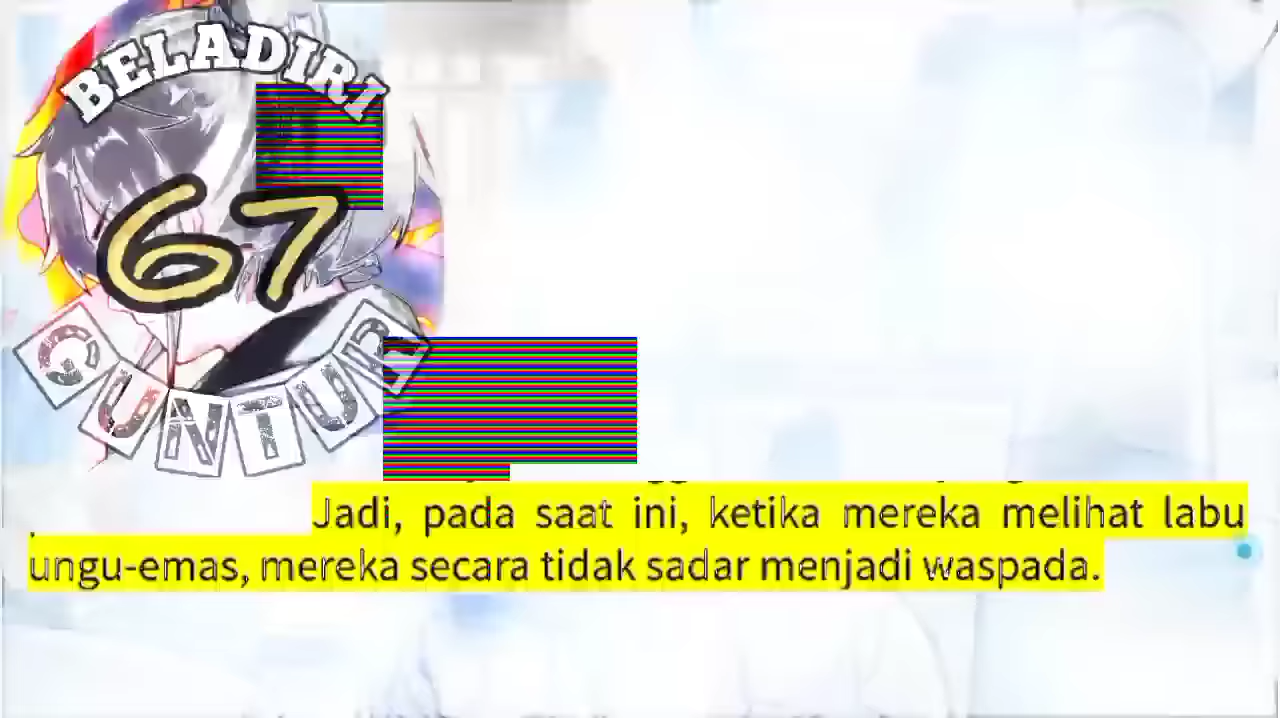 BELADIRI
67
GUNTUR
Jadi, pada saat ini, ketika mereka melihat labu
ungu-emas, mereka secara tidak sadar menjadi waspada.